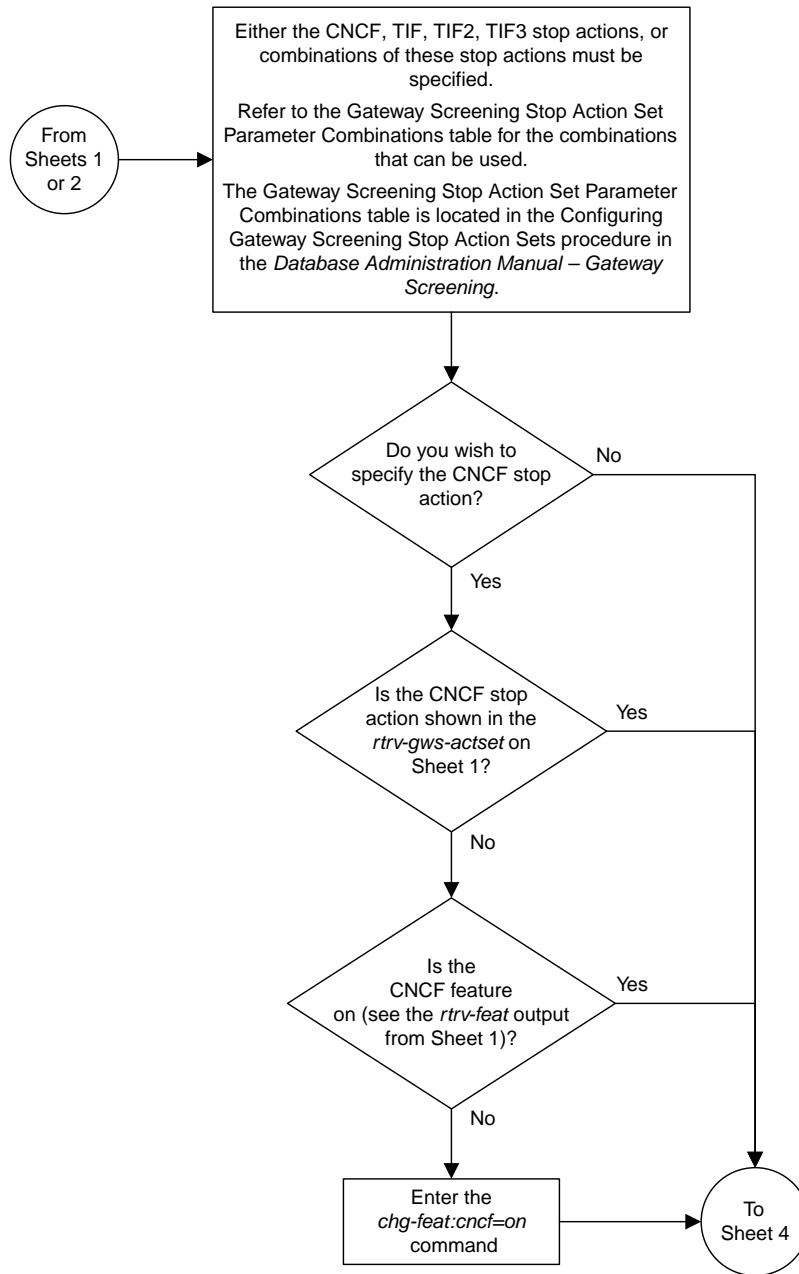 Either the CNCF, TIF, TIF2, TIF3 stop actions, or
combinations of these stop actions must be
specified.
Refer to the Gateway Screening Stop Action Set
Parameter Combinations table for the combinations
that can be used.
The Gateway Screening Stop Action Set Parameter
Combinations table is located in the Configuring
Gateway Screening Stop Action Sets procedure in
the Database Administration Manual – Gateway
Screening.
From
Sheets 1
or 2
Do you wish to
specify the CNCF stop
action?
No
Yes
Is the CNCF stop
action shown in the
rtrv-gws-actset on
Sheet 1?
Yes
No
Is the
CNCF feature
on (see the rtrv-feat output
from Sheet 1)?
Yes
No
Enter the
chg-feat:cncf=on
command
To
Sheet 4